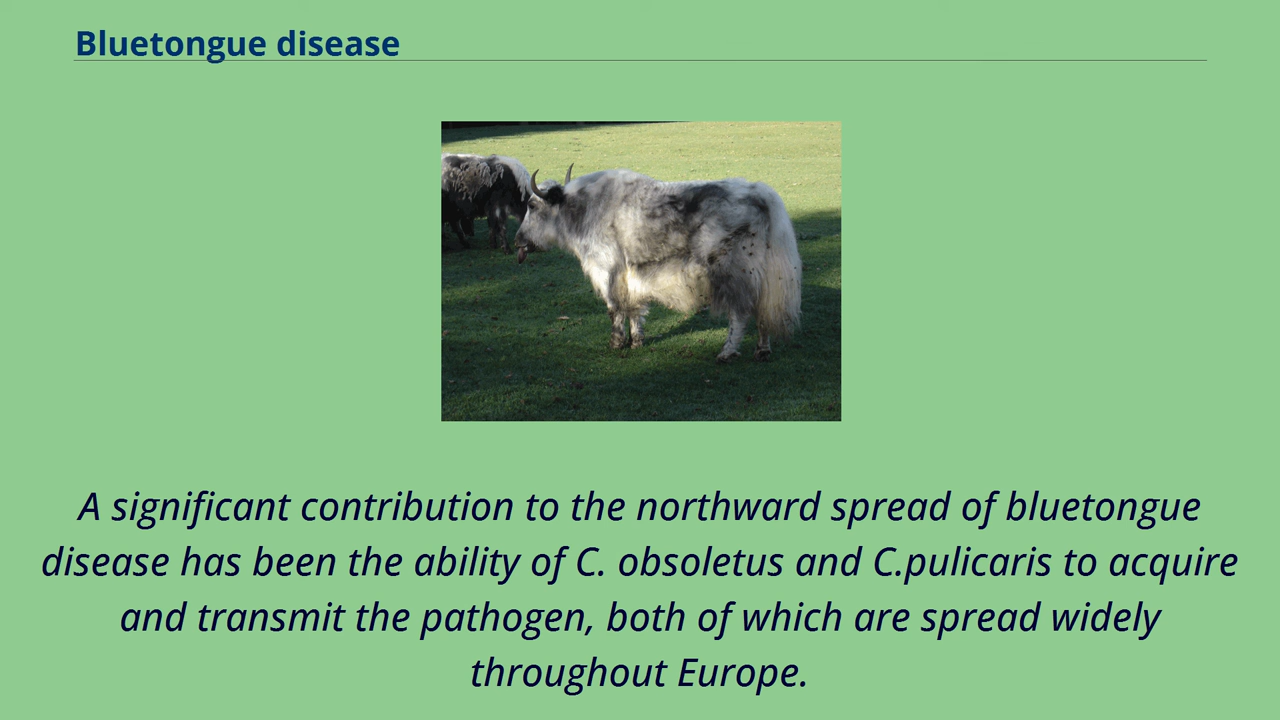 Bluetongue disease
A significant contribution to the northward spread of bluetongue
disease has been the ability of C. obsoletus and C.pulicaris to acquire
and transmit the pathogen, both of which are spread widely
throughout Europe.